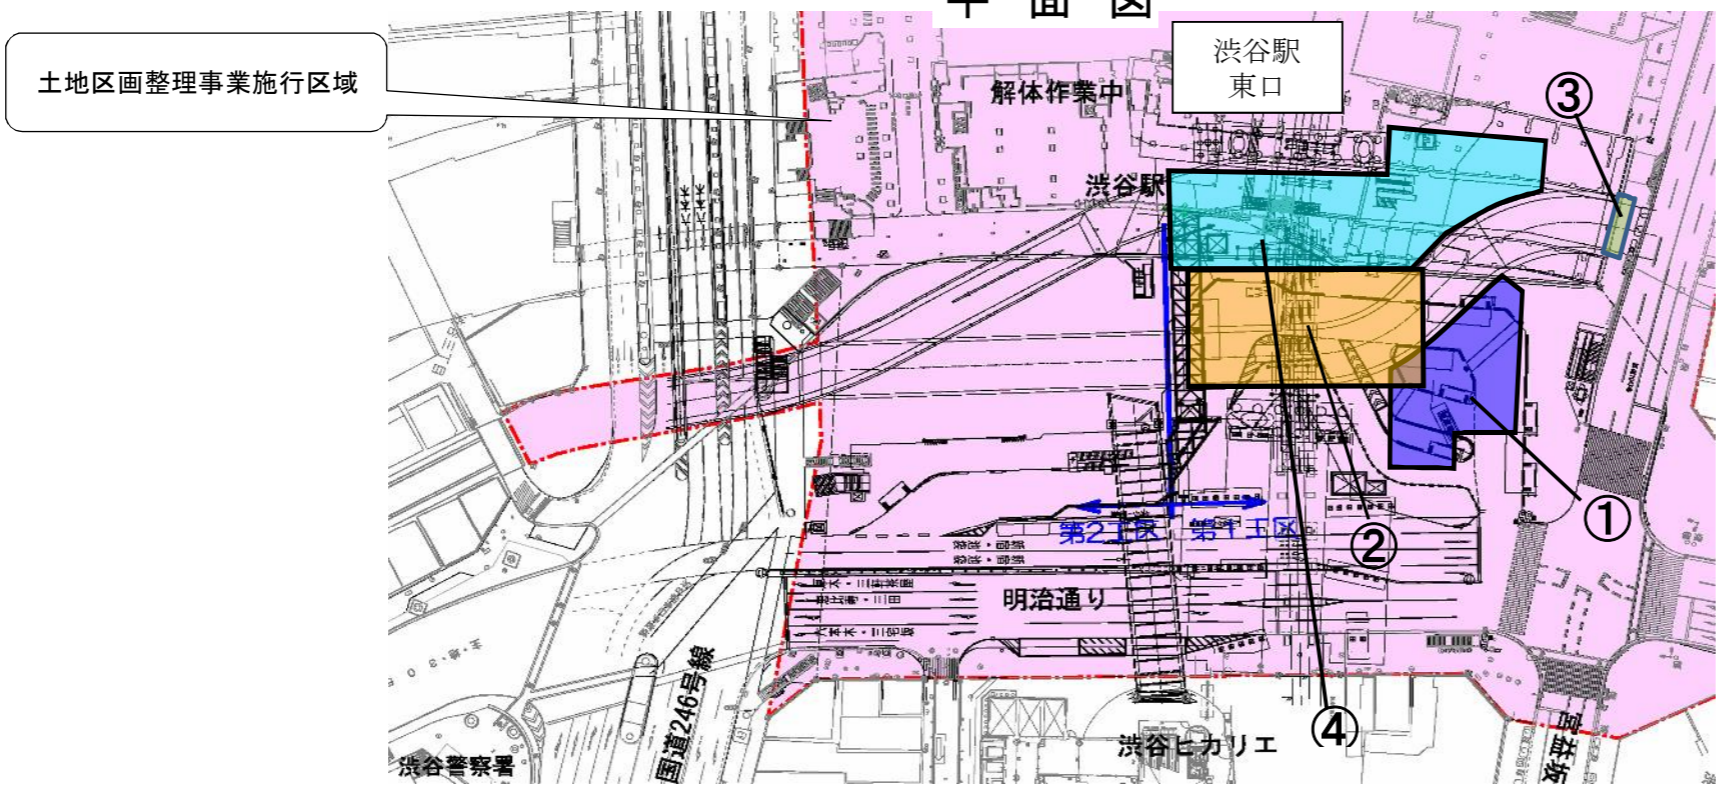 平面図
土地区画整理事業施行区域
渋谷駅
東口
解体作業中
③
渋谷駅
①
第2工区
第1工区
②
明治通り
④
国道246号線
渋谷ヒカリエ
宮益坂
渋谷警察署